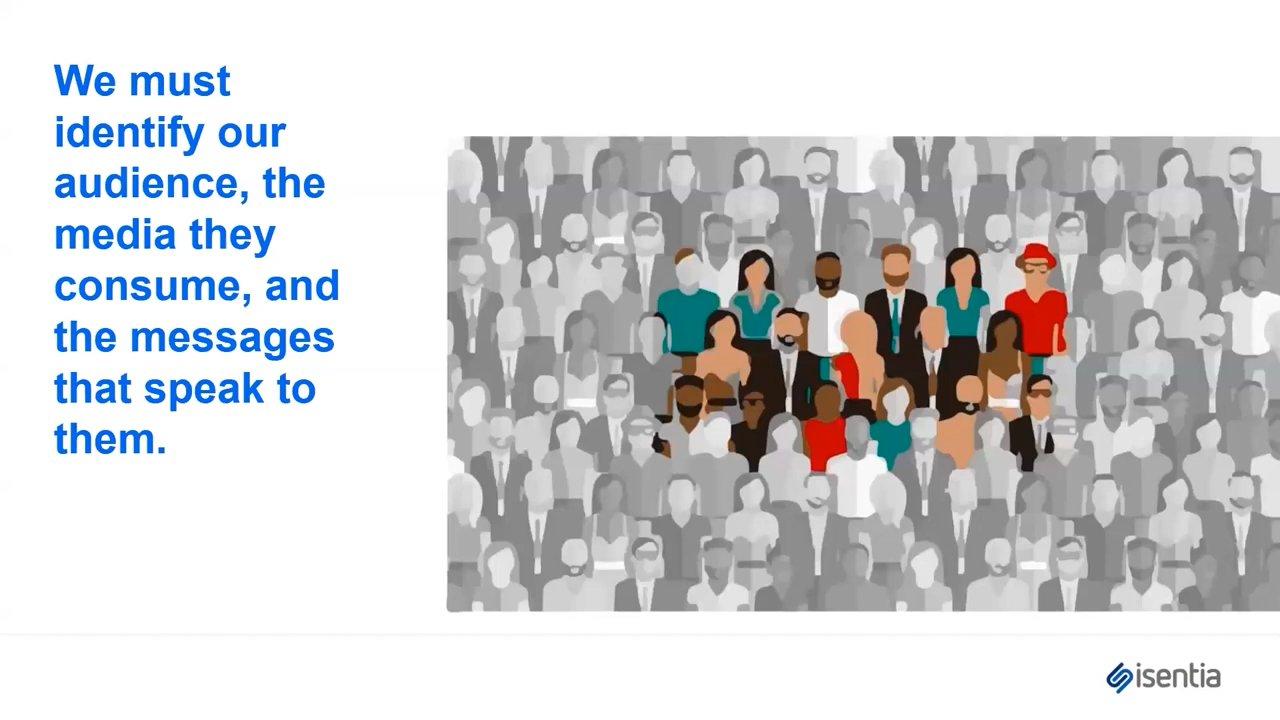 We must
identify our
audience, the
media they
consume, and
the messages
that speak to
them.
isentia